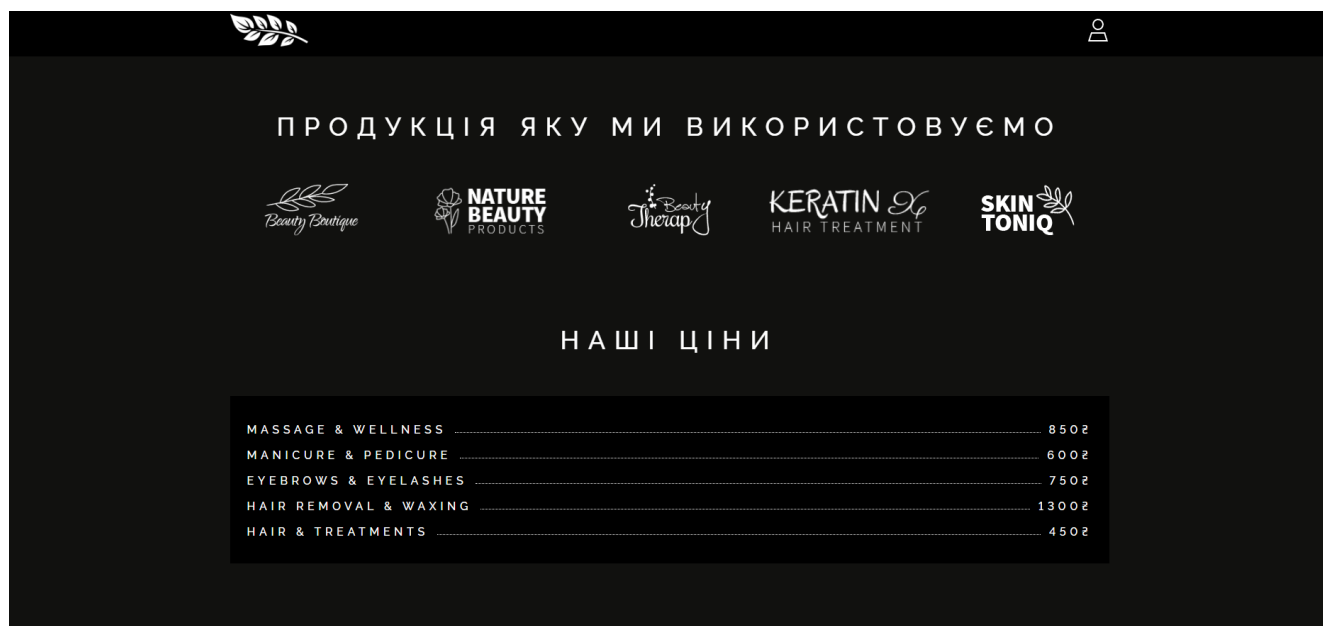 ПРОДУКЦІЯ ЯКУ МИ ВИКОРИСТОВУЄМО
Beauty Boutique
NATURE
BEAUTY
PRODUCTS
Beauty
Therapy
KERATIN
HAIR TREATMENT
SKIN
TONIQ
НАШІ ЦІНИ
MASSAGE & WELLNESS 850₴
MANICURE & PEDICURE 600₴
EYEBROWS & EYELASHES 750₴
HAIR REMOVAL & WAXING 1300₴
HAIR & TREATMENTS 450₴